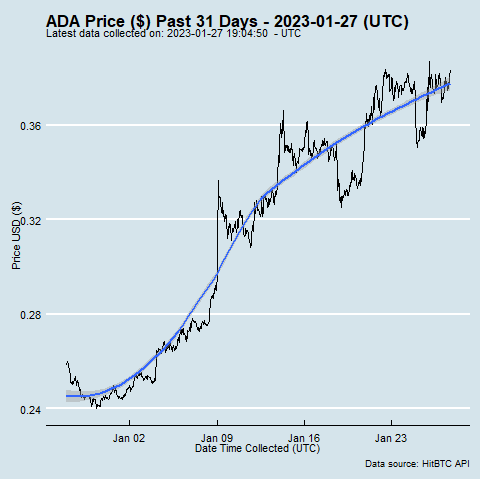 ADA Price ($) Past 31 Days - 2023-01-27 (UTC)
Latest data collected on: 2023-01-27 19:04:50 - UTC
Price USD ($)
0.36
0.32
0.28
0.24
Jan 02
Jan 09
Jan 16
Jan 23
Date Time Collected (UTC)
Data source: HitBTC API